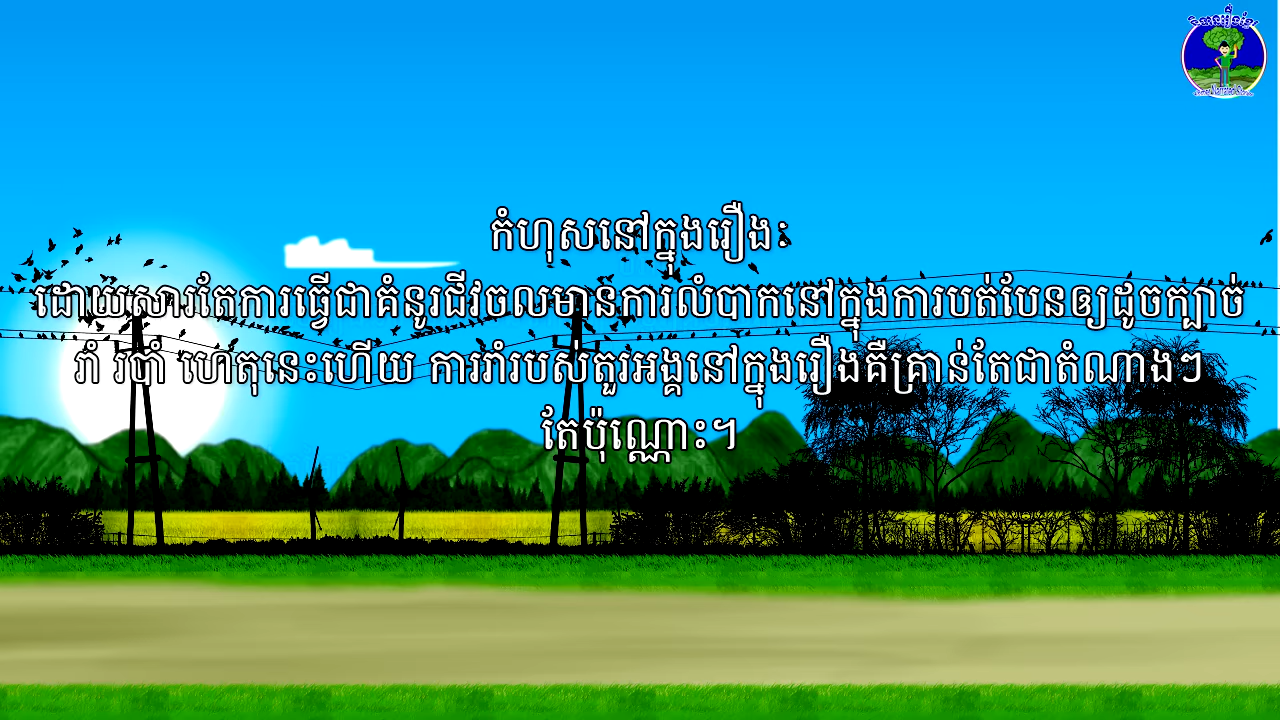 កំហុសនៅក្នុងរឿង៖
ដោយសារតែការធ្វើជាគំនូរជីវចលមានការលំបាកនៅក្នុងការបត់បែនឲ្យដូចក្បាច់
រាំ រចាំ ហេតុនេះហើយ ការរាំរបស់តួរអង្គនៅក្នុងរឿងគឺគ្រាន់តែជាតំណាងៗ
តែប៉ុណ្ណោះ។